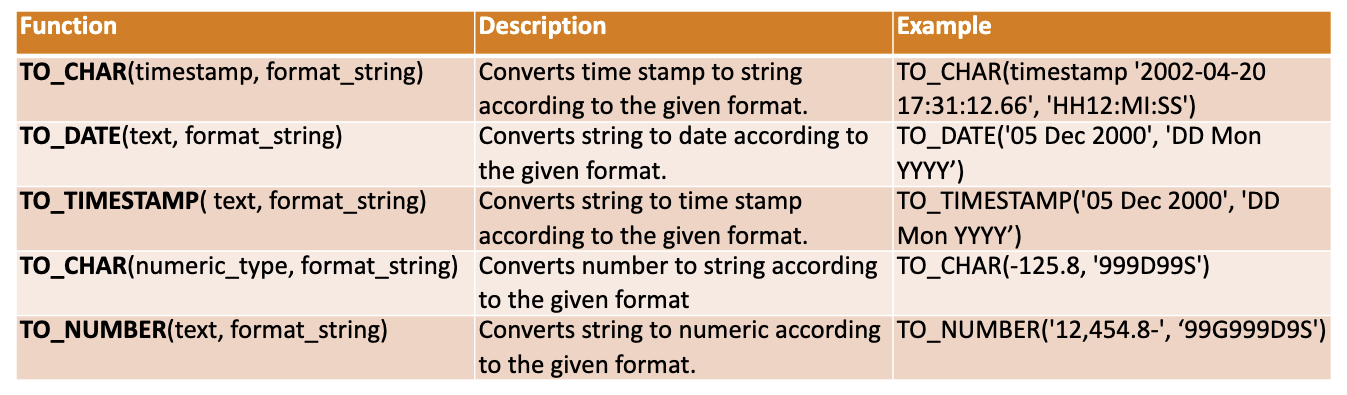 Function Description Example
TO_CHAR(timestamp, format_string) Converts time stamp to string TO_CHAR(timestamp '2002-04-20
according to the given format. 17:31:12.66', 'HH12:MI:SS')
TO_DATE(text, format_string) Converts string to date according to TO_DATE('05 Dec 2000', 'DD Mon
the given format. YYYY’)
TO_TIMESTAMP( text, format_string) Converts string to time stamp TO_TIMESTAMP('05 Dec 2000', 'DD
according to the given format. Mon YYYY’)
TO_CHAR(numeric_type, format_string) Converts number to string according TO_CHAR(-125.8, '999D99S')
to the given format
TO_NUMBER(text, format_string) Converts string to numeric according TO_NUMBER('12,454.8-', ‘99G999D9S')
to the given format.